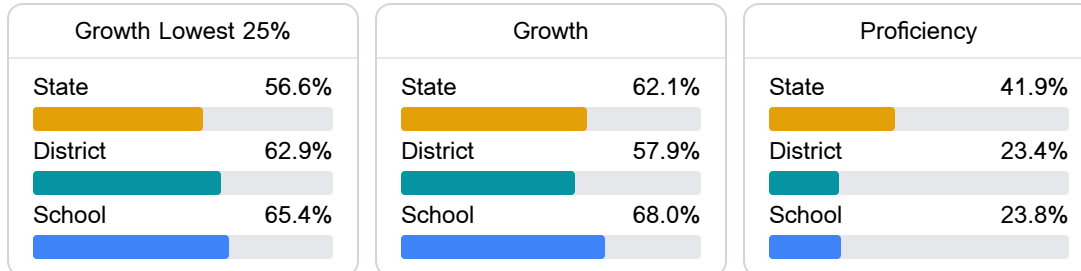 Growth Lowest 25%
State 56.6%
District 62.9%
School 65.4%
Growth
State 62.1%
District 57.9%
School 68.0%
Proficiency
State 41.9%
District 23.4%
School 23.8%